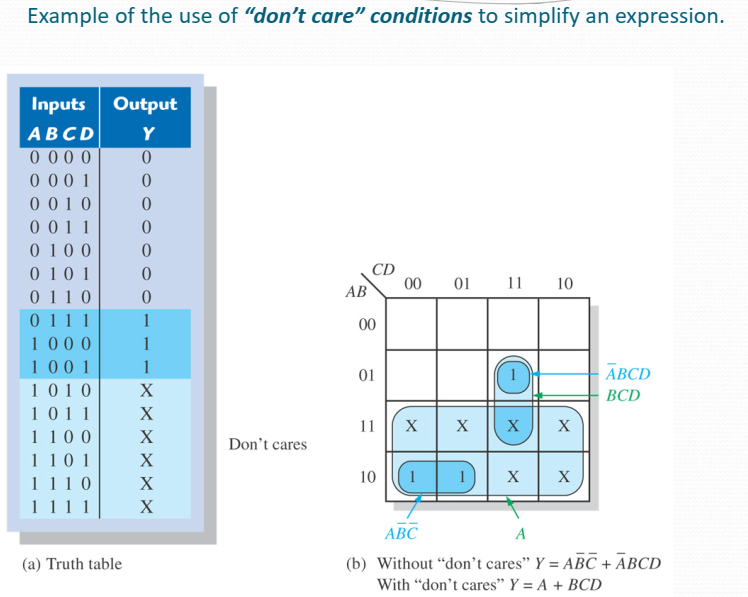 Example of the use of “don’t care” conditions to simplify an expression.
Inputs Output
A B C D Y
0 0 0 0 0
0 0 0 1 0
0 0 1 0 0
0 0 1 1 0
0 1 0 0 0
0 1 0 1 0
0 1 1 0 0
0 1 1 1 1
1 0 0 0 1
1 0 0 1 1
1 0 1 0 X
1 0 1 1 X
1 1 0 0 X
1 1 0 1 X
1 1 1 0 X
1 1 1 1 X
Don’t cares
(a) Truth table
CD
AB
00 01 11 10
00
01 1
A̅BCD
BCD
11 X X X X
10 1 1 X X
AB̅C̅
A
(b) Without “don’t cares” Y = AB̅C̅ + A̅BCD
With “don’t cares” Y = A + BCD